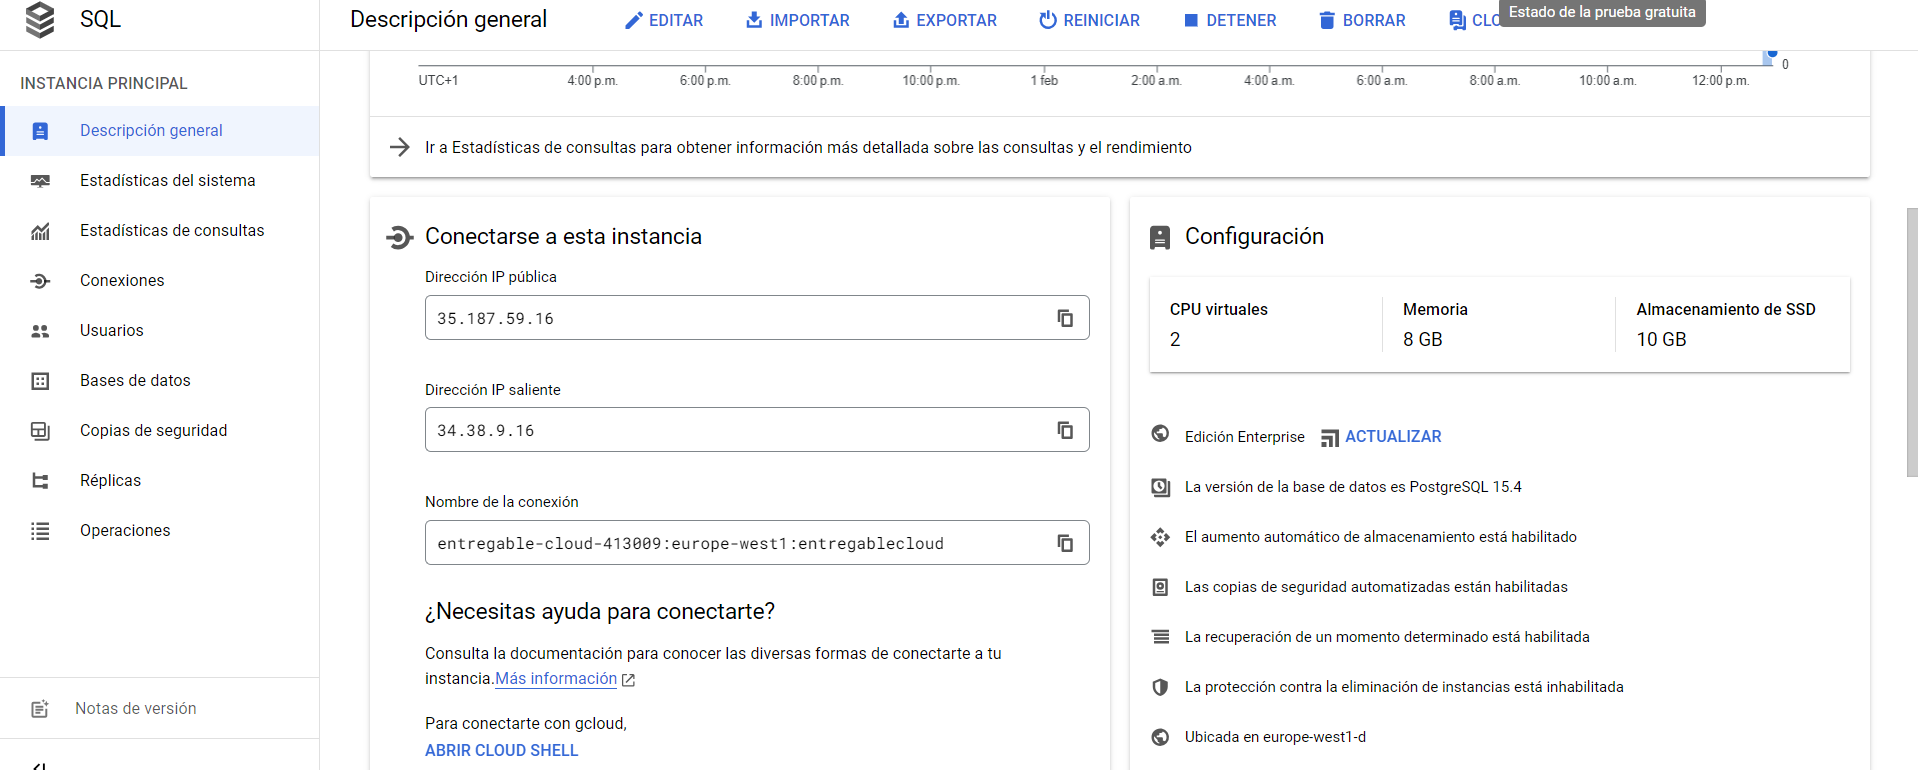 SQL
Descripción general
EDITAR
IMPORTAR
EXPORTAR
REINICIAR
DETENER
BORRAR
Estado de la prueba gratuita
INSTANCIA PRINCIPAL
Descripción general
Estadísticas del sistema
Estadísticas de consultas
Conexiones
Usuarios
Bases de datos
Copias de seguridad
Réplicas
Operaciones
Notas de versión
0
UTC+1 4:00 p.m. 6:00 p.m. 8:00 p.m. 10:00 p.m. 1 feb 2:00 a.m. 4:00 a.m. 6:00 a.m. 8:00 a.m. 10:00 a.m. 12:00 p.m.
Ir a Estadísticas de consultas para obtener información más detallada sobre las consultas y el rendimiento
Conectarse a esta instancia
Dirección IP pública
35.187.59.16
Dirección IP saliente
34.38.9.16
Nombre de la conexión
entregable-cloud-413009:europe-west1:entregablecloud
¿Necesitas ayuda para conectarte?
Consulta la documentación para conocer las diversas formas de conectarte a tu
instancia.Más información
Para conectarte con gcloud,
ABRIR CLOUD SHELL
Configuración
CPU virtuales
2
Memoria
8 GB
Almacenamiento de SSD
10 GB
Edición Enterprise ACTUALIZAR
La versión de la base de datos es PostgreSQL 15.4
El aumento automático de almacenamiento está habilitado
Las copias de seguridad automatizadas están habilitadas
La recuperación de un momento determinado está habilitada
La protección contra la eliminación de instancias está inhabilitada
Ubicada en europe-west1-d